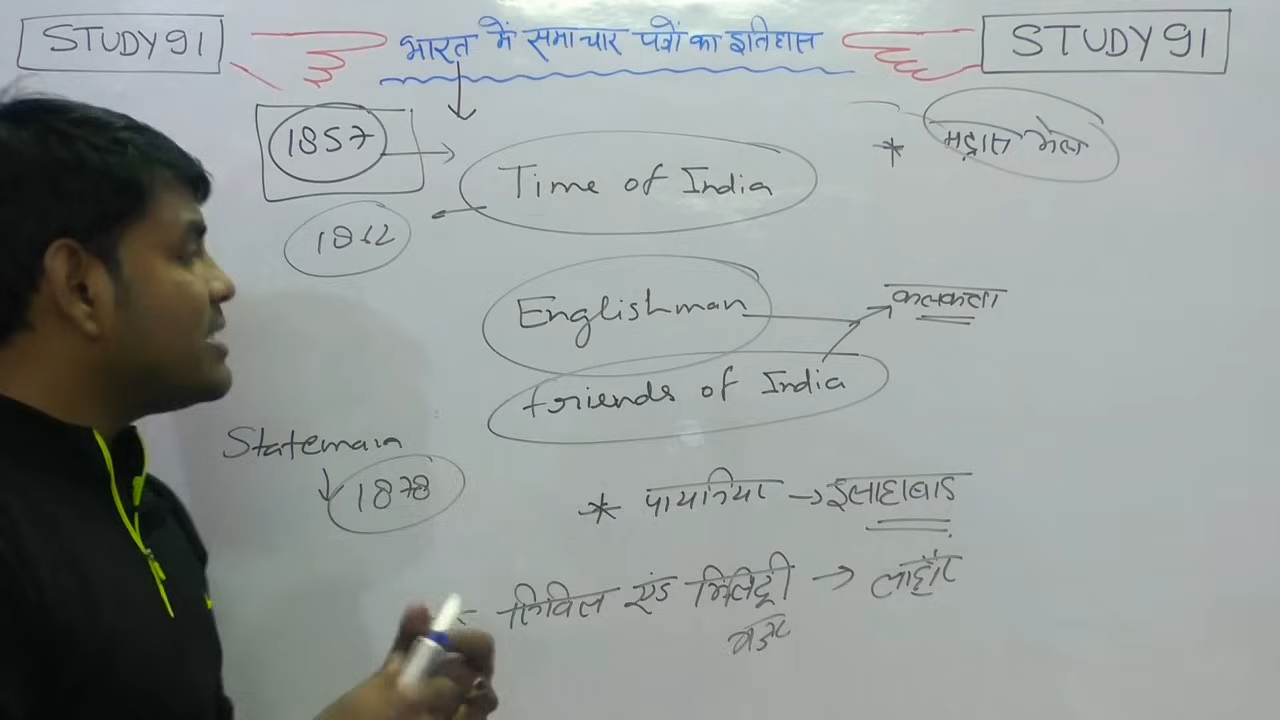 STUDY91
भारत में समाचार पत्रों का इतिहास
STUDY91
1857
Time of India
* मद्रास मेल
1862
Englishman
कलकत्ता
friends of India
Stateman
1878
* पायनियर → इलाहाबाद
सिविल एंड मिलिट्री → लाहौर